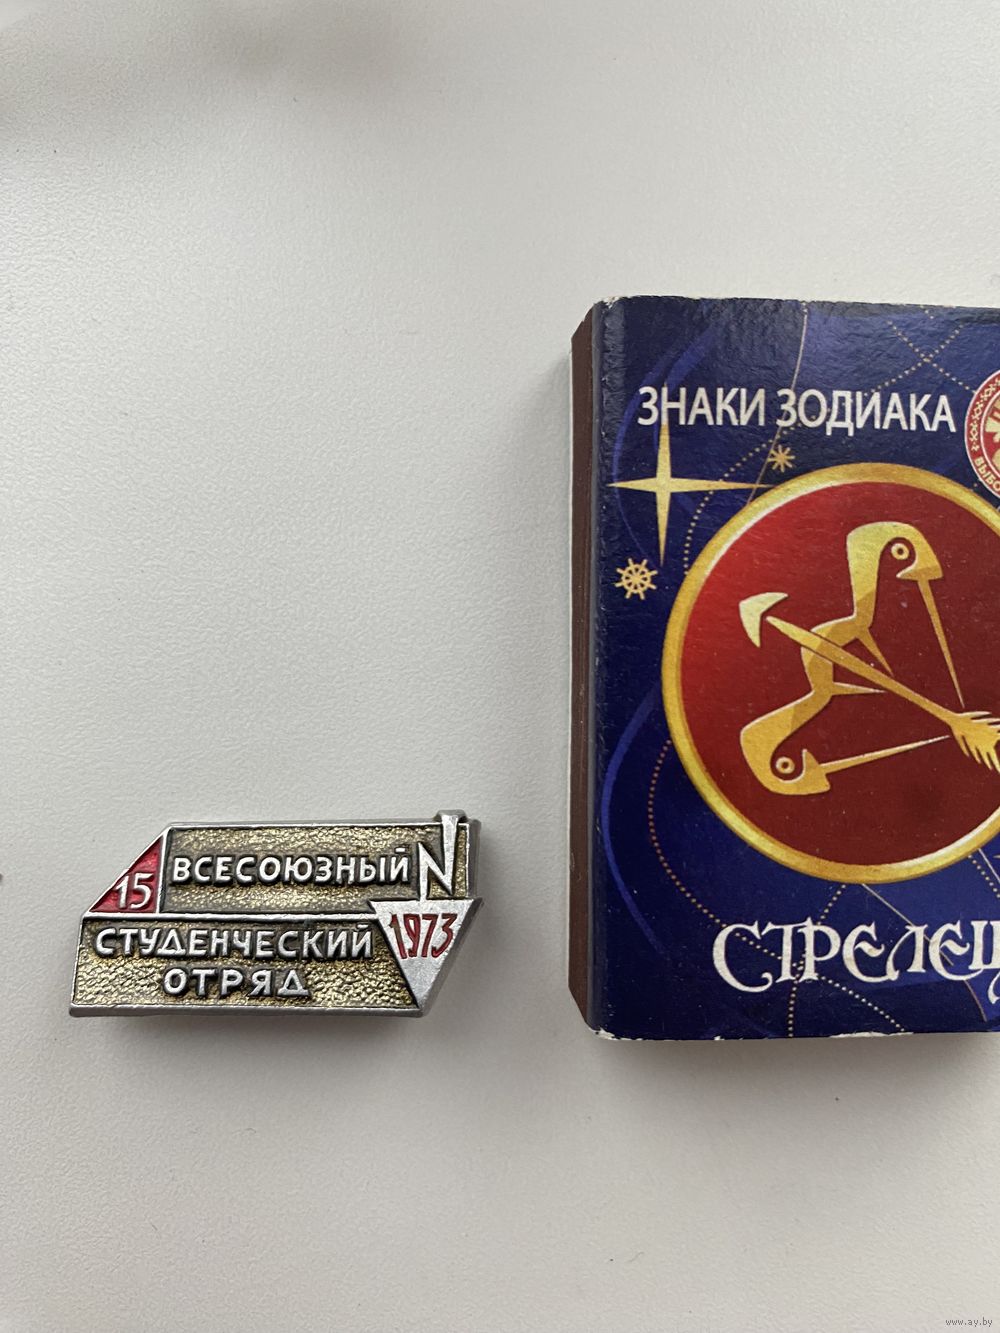 ЗНАКИ ЗОДИАКА
СТРЕЛЕЦ
15
ВСЕСОЮЗНЫЙ
1973
СТУДЕНЧЕСКИЙ
ОТРЯД
www.ay.by